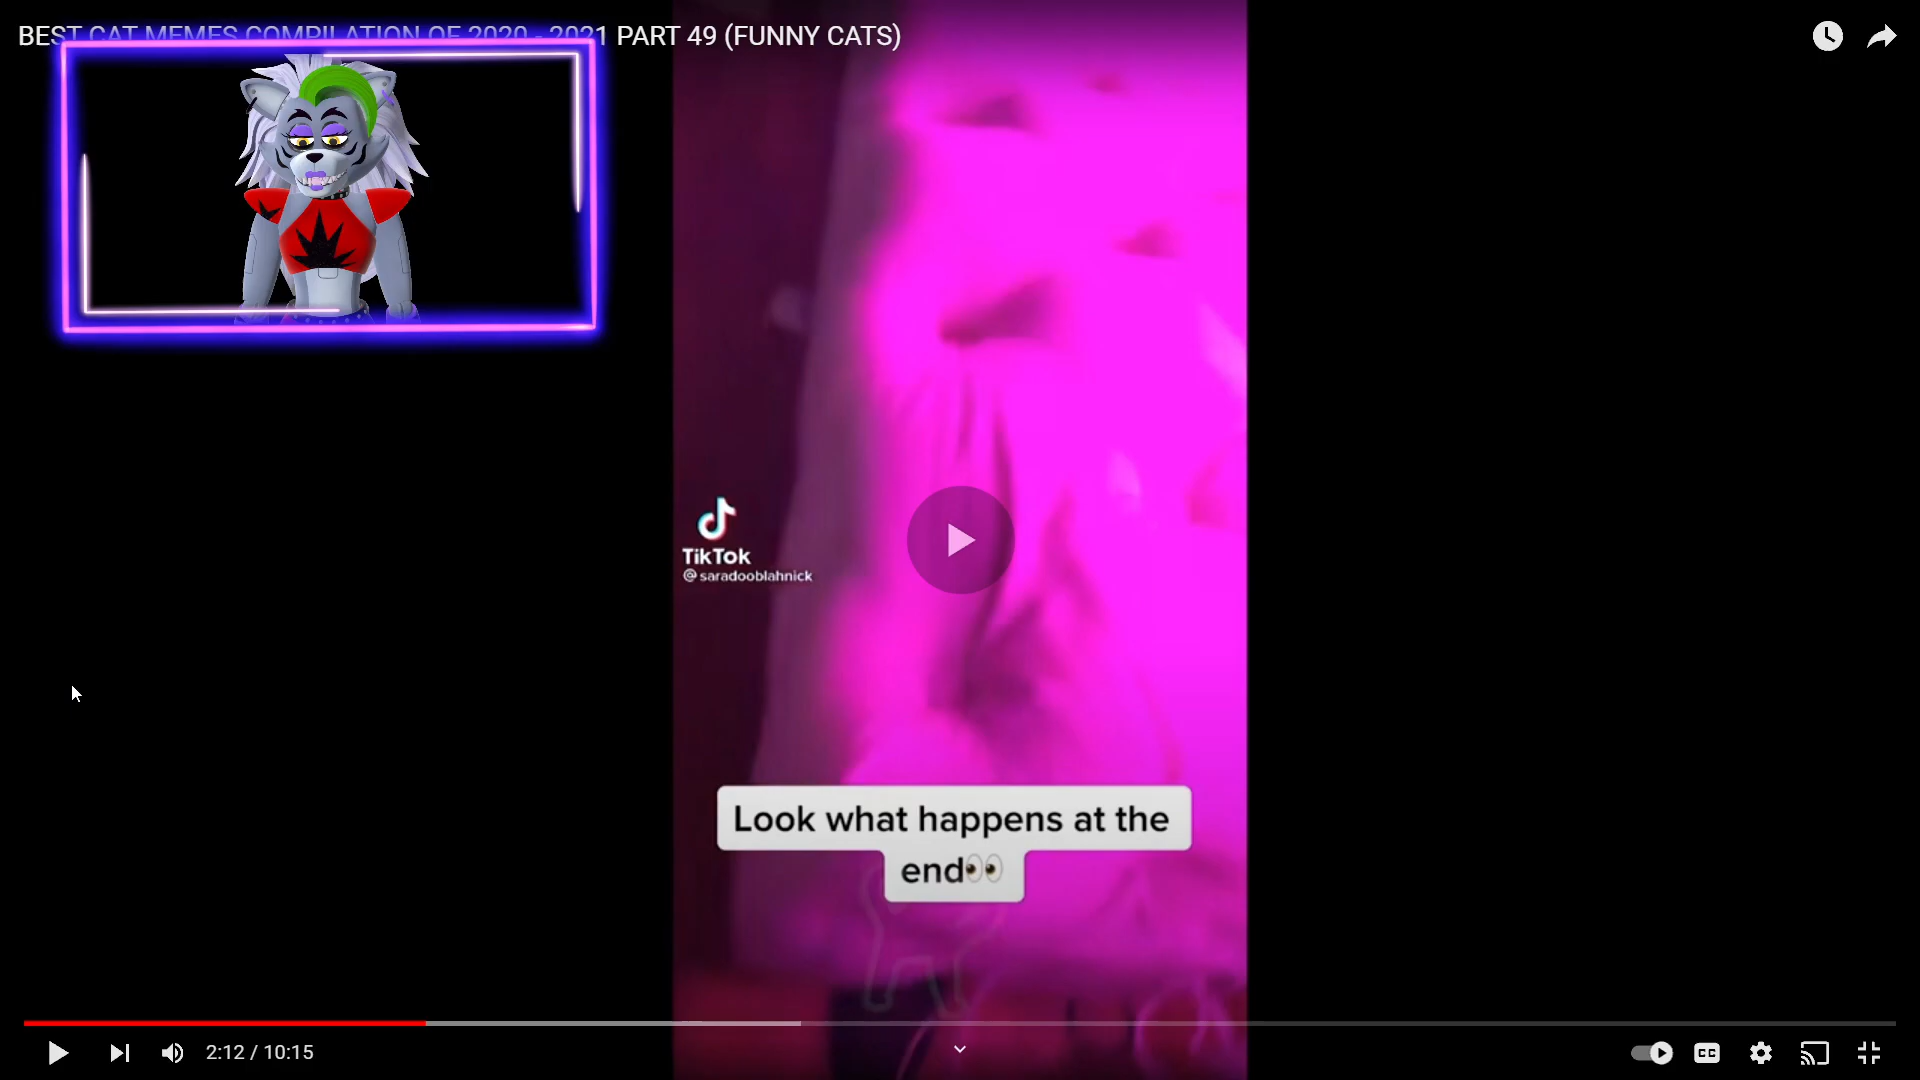 BEST CAT MEMES COMPILATION OF 2020 - 2021 PART 49 (FUNNY CATS)
TikTok
@saradooblahnick
Look what happens at the
end👀
2:12 / 10:15
CC